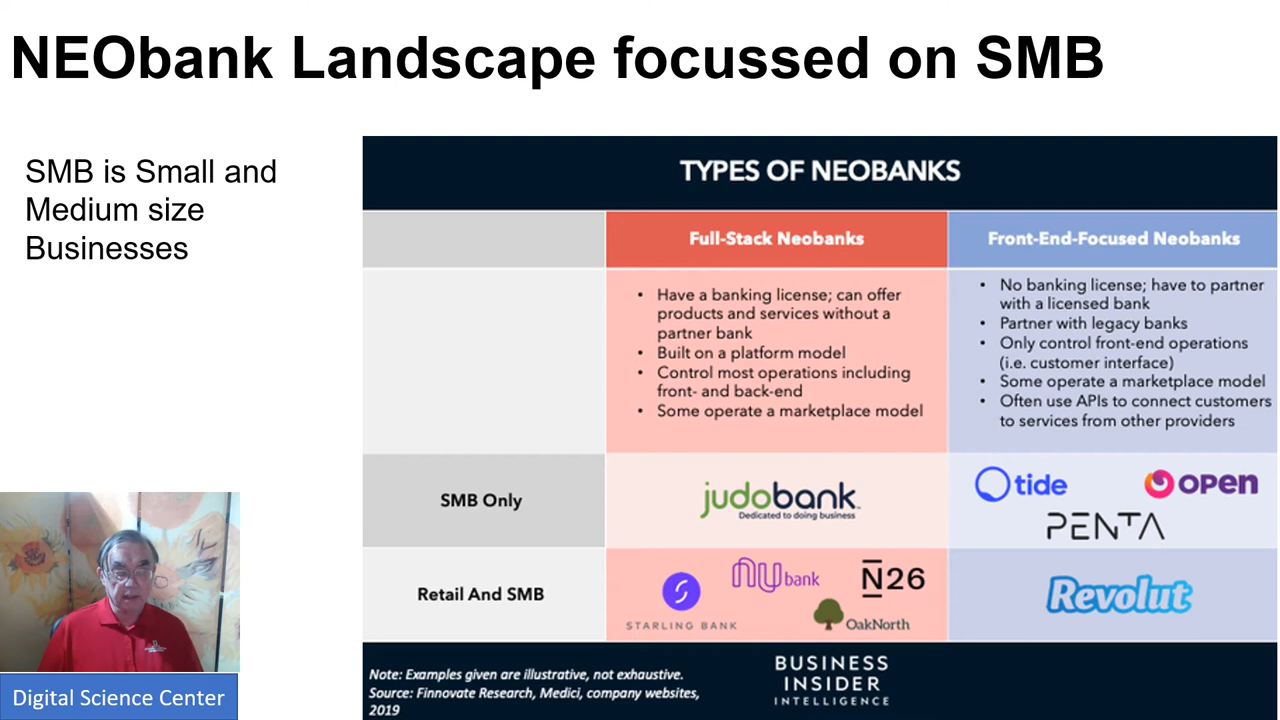 NEObank Landscape focussed on SMB
SMB is Small and
Medium size
Businesses
TYPES OF NEOBANKS
Full-Stack Neobanks
Front-End-Focused Neobanks
• Have a banking license; can offer
products and services without a
partner bank
• Built on a platform model
• Control most operations including
front- and back-end
• Some operate a marketplace model
• No banking license; have to partner
with a licensed bank
• Partner with legacy banks
• Only control front-end operations
(i.e. customer interface)
• Some operate a marketplace model
• Often use APIs to connect customers
to services from other providers
SMB Only
judobank
Dedicated to doing business
tide
OPEN
PENTA
Retail And SMB
STARLING BANK
nu bank
N26
OakNorth
Revolut
Note: Examples given are illustrative, not exhaustive.
Source: Finnovate Research, Medici, company websites,
2019
BUSINESS
INSIDER
INTELLIGENCE
Digital Science Center